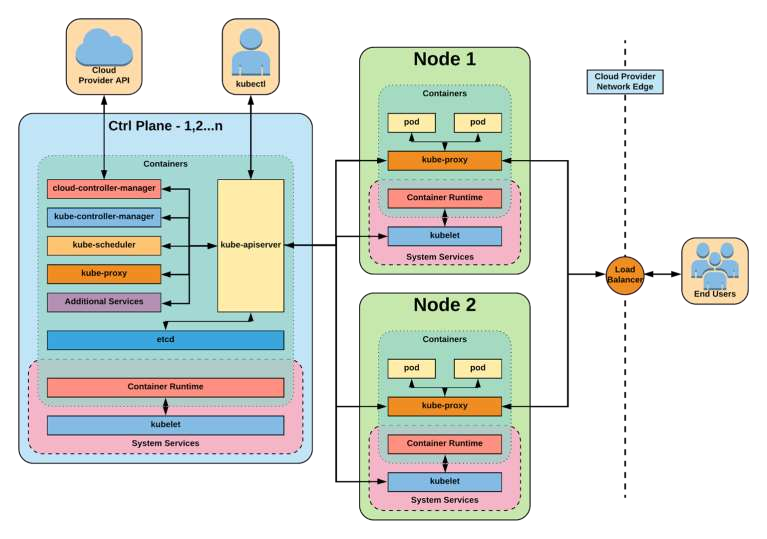 Cloud
Provider API
kubectl
Ctrl Plane - 1,2...n
Containers
cloud-controller-manager
kube-controller-manager
kube-scheduler
kube-proxy
Additional Services
kube-apiserver
etcd
Container Runtime
kubelet
System Services
Node 1
Containers
pod
pod
kube-proxy
Container Runtime
kubelet
System Services
Node 2
Containers
pod
pod
kube-proxy
Container Runtime
kubelet
System Services
Cloud Provider
Network Edge
Load
Balancer
End Users